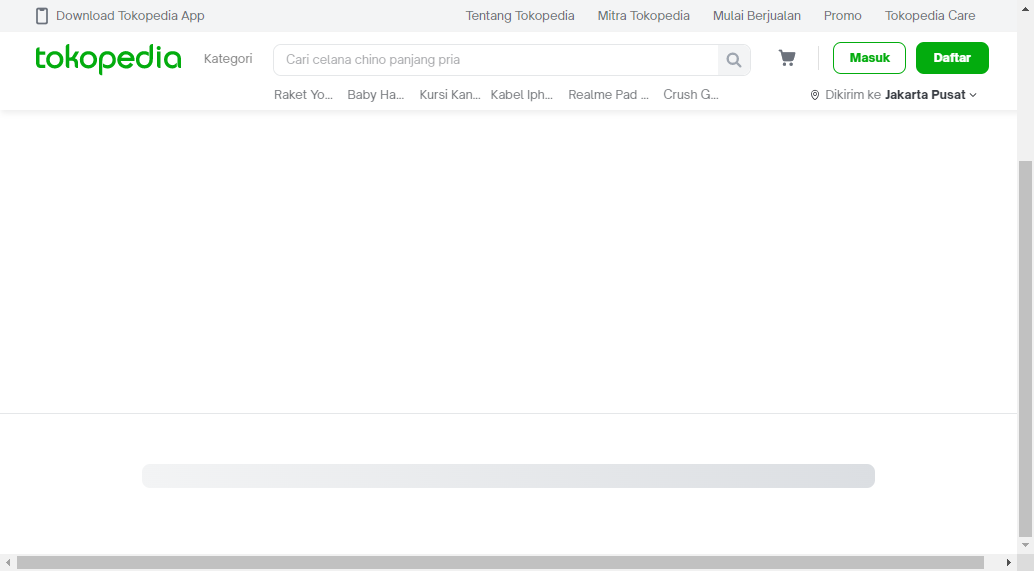 Download Tokopedia App Tentang Tokopedia Mitra Tokopedia Mulai Berjualan Promo Tokopedia Care
tokopedia Kategori Cari celana chino panjang pria Masuk Daftar
Raket Yo... Baby Ha... Kursi Kan... Kabel Iph... Realme Pad ... Crush G... Dikirim ke Jakarta Pusat